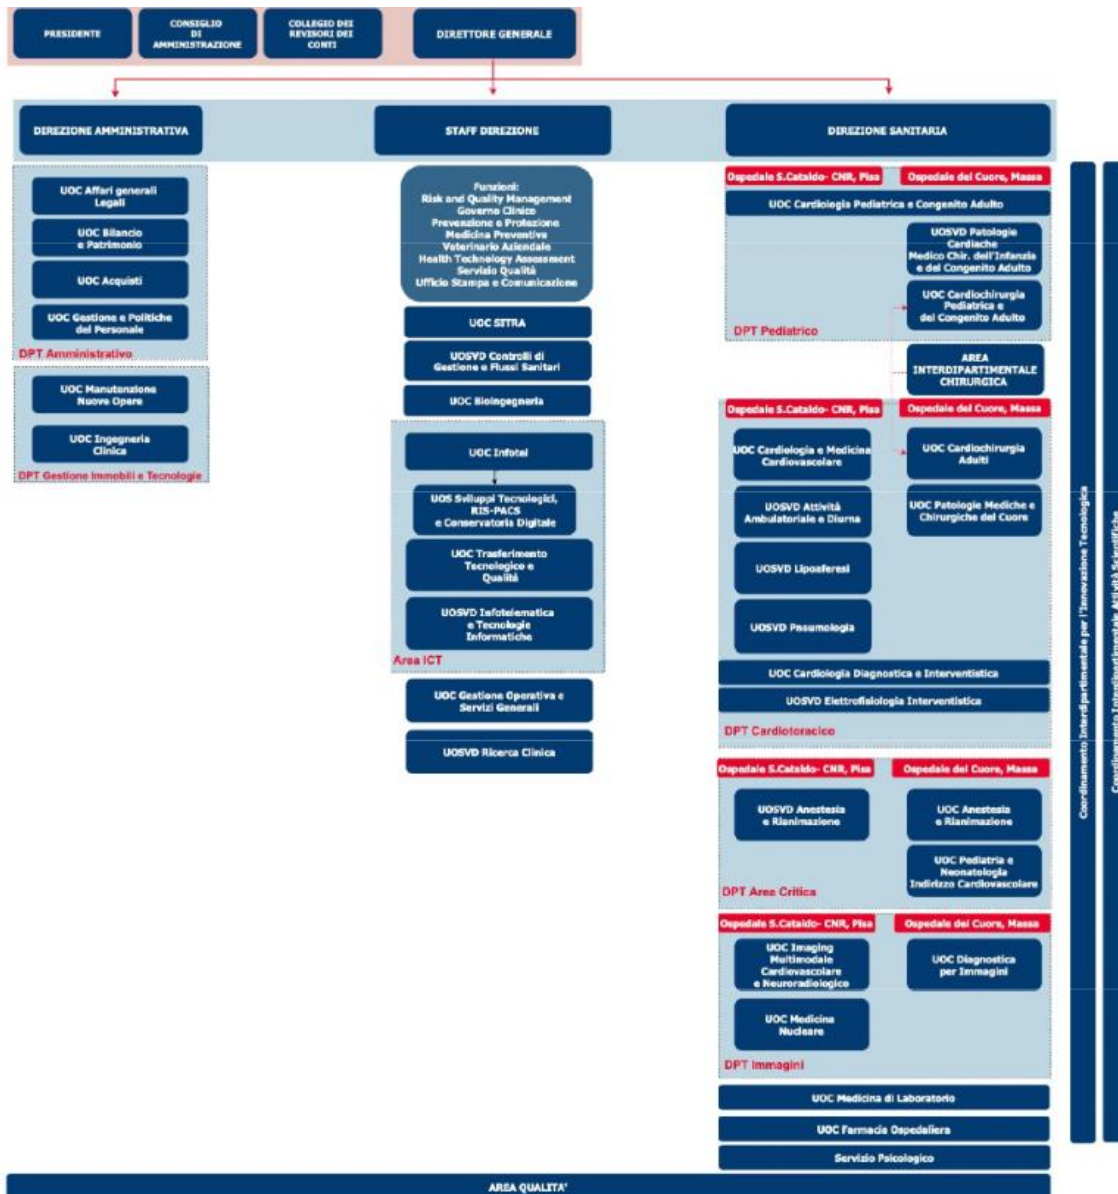 PRESIDENTE
CONSIGLIO
DI
AMMINISTRAZIONE
COLLEGIO DEI
REVISORI DEI
CONTI
DIRETTORE GENERALE
DIREZIONE AMMINISTRATIVA
STAFF DIREZIONE
DIREZIONE SANITARIA
UOC Affari generali
Legali
UOC Bilancio
e Patrimonio
UOC Acquisti
UOC Gestione e Politiche
del Personale
DPT Amministrativo
UOC Manutenzione
Nuove Opere
UOC Ingegneria
Clinica
DPT Gestione Immobili e Tecnologie
Funzioni:
Risk and Quality Management
Governo Clinico
Prevenzione e Protezione
Medicina Preventiva
Veterinario Aziendale
Health Technology Assessment
Servizio Qualità
Ufficio Stampa e Comunicazione
UOC SITRA
UOSVD Controlli di
Gestione e Flussi Sanitari
UOC Bioingegneria
UOC Infotel
UOS Sviluppi Tecnologici,
RIS-PACS
e Conservatoria Digitale
UOC Trasferimento
Tecnologico e
Qualità
UOSVD Infotelematica
e Tecnologie
Informatiche
Area ICT
UOC Gestione Operativa e
Servizi Generali
UOSVD Ricerca Clinica
Ospedale S.Cataldo- CNR, Pisa
Ospedale del Cuore, Massa
UOC Cardiologia Pediatrica e Congenito Adulto
UOSVD Patologie
Cardiache
Medico Chir. dell'Infanzia
e del Congenito Adulto
UOC Cardiochirurgia
Pediatrica e
del Congenito Adulto
DPT Pediatrico
AREA
INTERDIPARTIMENTALE
CHIRURGICA
Ospedale S.Cataldo- CNR, Pisa
Ospedale del Cuore, Massa
UOC Cardiologia e Medicina
Cardiovascolare
UOC Cardiochirurgia
Adulti
UOSVD Attività
Ambulatoriale e Diurna
UOC Patologie Mediche e
Chirurgiche del Cuore
UOSVD Lipoaferesi
UOSVD Pneumologia
UOC Cardiologia Diagnostica e Interventistica
UOSVD Elettrofisiologia Interventistica
DPT Cardiotoracico
Ospedale S.Cataldo- CNR, Pisa
Ospedale del Cuore, Massa
UOSVD Anestesia
e Rianimazione
UOC Anestesia
e Rianimazione
UOC Pediatria e
Neonatologia
Indirizzo Cardiovascolare
DPT Area Critica
Ospedale S.Cataldo- CNR, Pisa
Ospedale del Cuore, Massa
UOC Imaging
Multimodale
Cardiovascolare
e Neuroradiologico
UOC Diagnostica
per Immagini
UOC Medicina
Nucleare
DPT Immagini
UOC Medicina di Laboratorio
UOC Farmacia Ospedaliera
Servizio Psicologico
Coordinamento Interdipartimentale per l'Innovazione Tecnologica
Coordinamento Interdipartimentale Attività Scientifiche
AREA QUALITA'